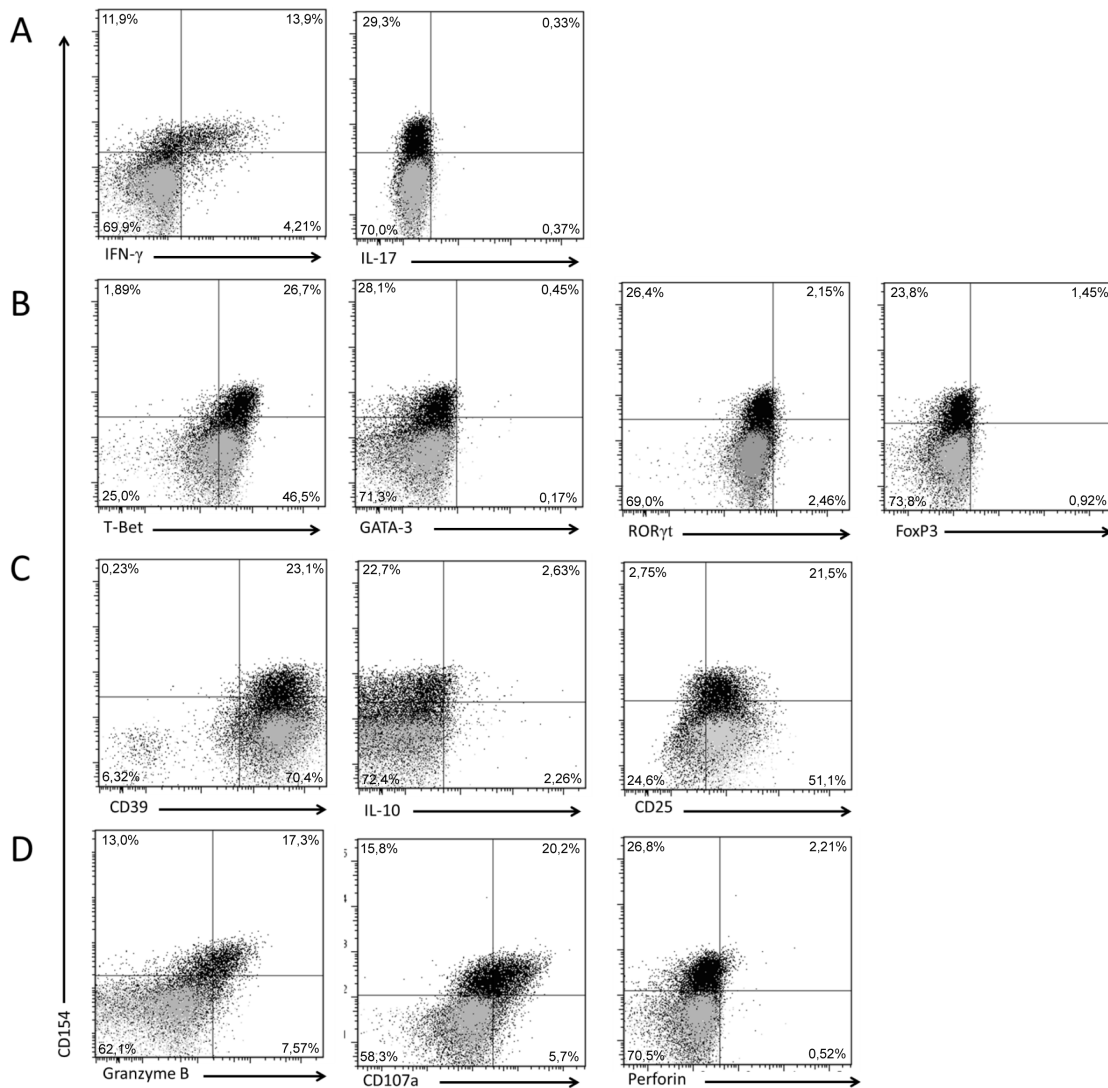 A
11,9% 13,9%
29,3% 0,33%
69,9% 4,21%
70,0% 0,37%
IFN-γ
IL-17
B
1,89% 26,7%
28,1% 0,45%
26,4% 2,15%
23,8% 1,45%
25,0% 46,5%
71,3% 0,17%
69,0% 2,46%
73,8% 0,92%
T-Bet
GATA-3
RORγt
FoxP3
C
0,23% 23,1%
22,7% 2,63%
2,75% 21,5%
6,32% 70,4%
72,4% 2,26%
24,6% 51,1%
CD39
IL-10
CD25
D
13,0% 17,3%
15,8% 20,2%
26,8% 2,21%
62,1% 7,57%
58,3% 5,7%
70,5% 0,52%
Granzyme B
CD107a
Perforin
CD154